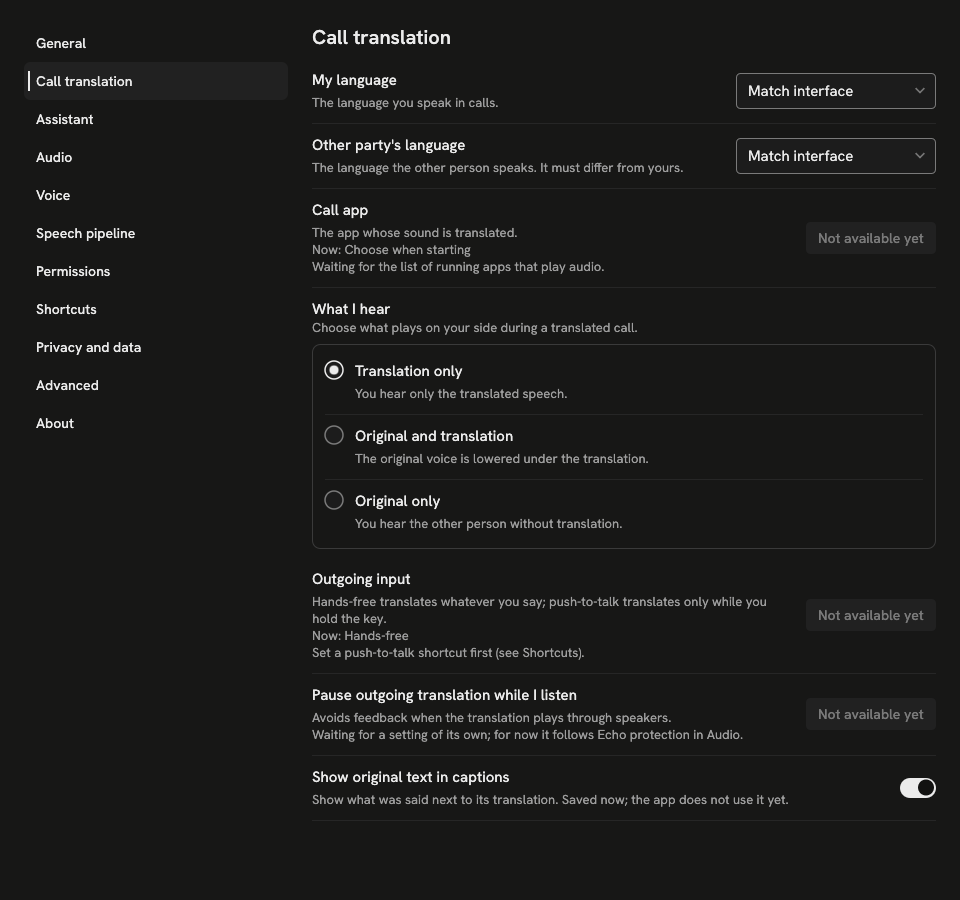 General
Call translation
Assistant
Audio
Voice
Speech pipeline
Permissions
Shortcuts
Privacy and data
Advanced
About
Call translation
My language
The language you speak in calls.
Match interface
Other party's language
The language the other person speaks. It must differ from yours.
Match interface
Call app
The app whose sound is translated.
Now: Choose when starting
Waiting for the list of running apps that play audio.
Not available yet
What I hear
Choose what plays on your side during a translated call.
Translation only
You hear only the translated speech.
Original and translation
The original voice is lowered under the translation.
Original only
You hear the other person without translation.
Outgoing input
Hands-free translates whatever you say; push-to-talk translates only while you
hold the key.
Now: Hands-free
Set a push-to-talk shortcut first (see Shortcuts).
Not available yet
Pause outgoing translation while I listen
Avoids feedback when the translation plays through speakers.
Waiting for a setting of its own; for now it follows Echo protection in Audio.
Not available yet
Show original text in captions
Show what was said next to its translation. Saved now; the app does not use it yet.